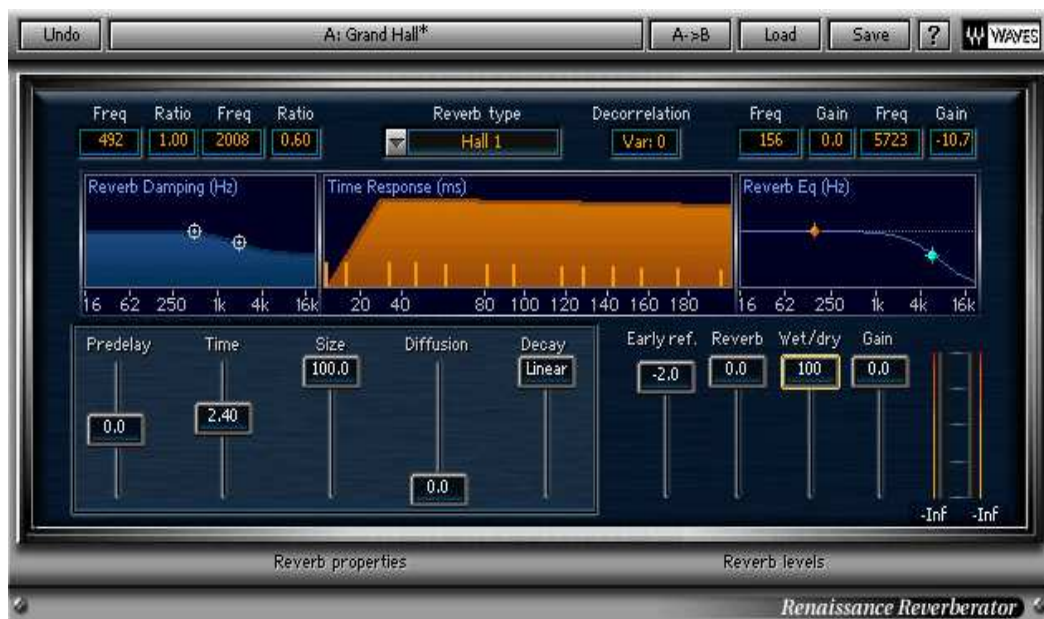 Undo A: Grand Hall* A->B Load Save ? WAVES
Freq Ratio Freq Ratio Reverb type Decorrelation Freq Gain Freq Gain
492 1.00 2008 0.60 Hall 1 Var: 0 156 0.0 5723 -10.7
Reverb Damping (Hz) Time Response (ms) Reverb Eq (Hz)
16 62 250 1k 4k 16k 20 40 80 100 120 140 160 180 16 62 250 1k 4k 16k
Predelay Time Size Diffusion Decay Early ref. Reverb Wet/dry Gain
0.0 2.40 100.0 0.0 Linear -2.0 0.0 100 0.0
-Inf -Inf
Reverb properties Reverb levels
Renaissance Reverberator